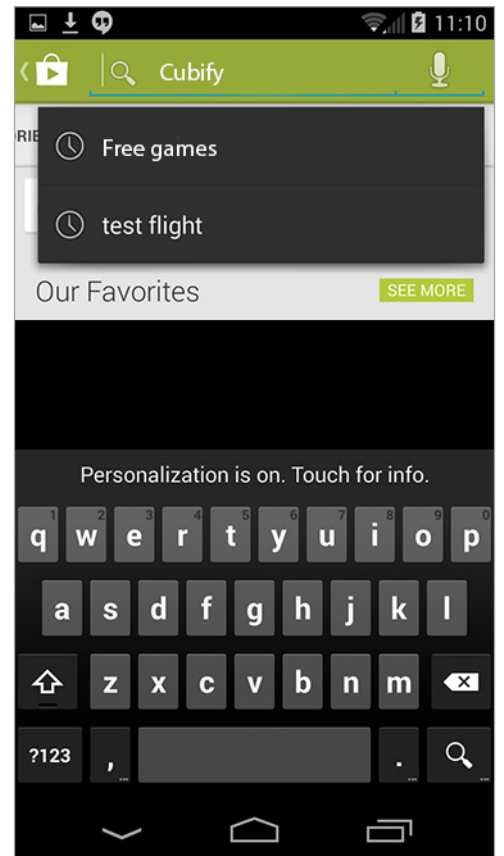 11:10
Cubify
RIE
Free games
test flight
Our Favorites
SEE MORE
Personalization is on. Touch for info.
1 2 3 4 5 6 7 8 9 0
q w e r t y u i o p
a s d f g h j k l
z x c v b n m
?123 , .